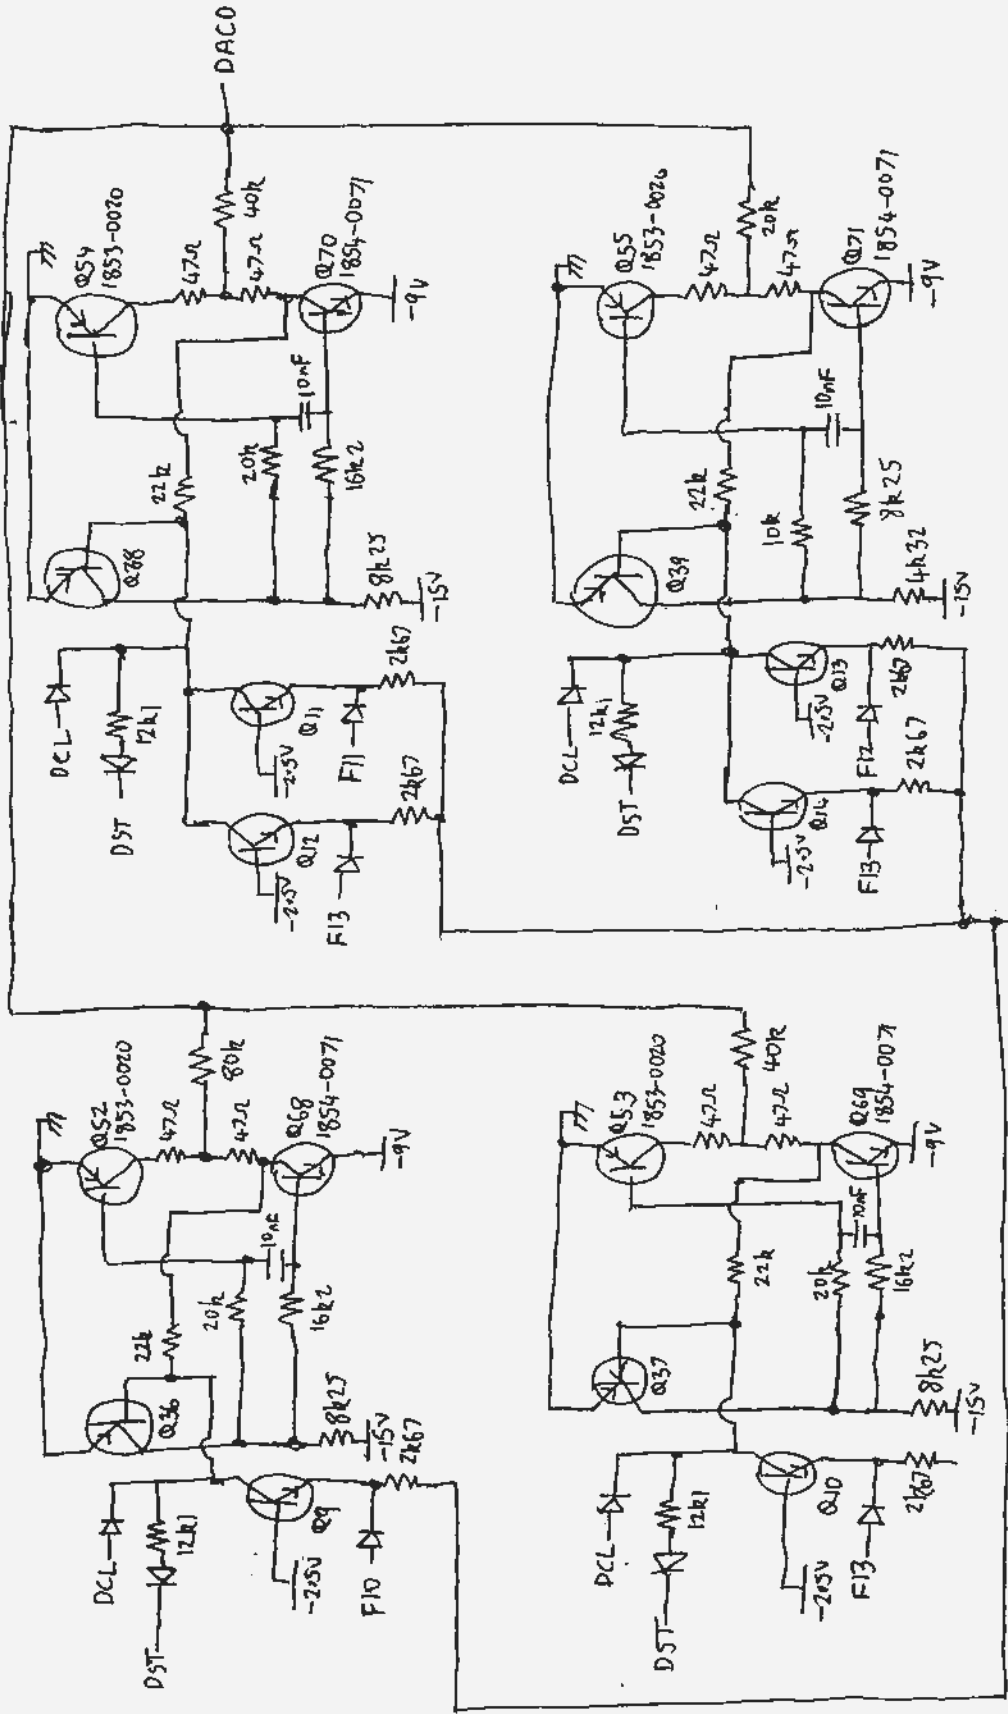 DACO
Q54
1853-0020
47Ω
40k
47Ω
Q70
1854-0071
-9V
10nF
22k
20k
16k2
Q38
8k25
-15V
DCL
12k1
DST
Q11
-2.5V
F11
2k67
Q12
-2.5V
F13
2k67
Q55
1853-0020
47Ω
20k
47Ω
Q71
1854-0071
-9V
10nF
22k
10k
8k25
Q39
4k32
-15V
DCL
12k1
DST
Q13
-2.5V
F12
2k67
Q14
-2.5V
F13
2k67
Q52
1853-0020
47Ω
80k
47Ω
Q68
1854-0071
-9V
10nF
22k
20k
16k2
Q36
8k25
-15V
DCL
12k1
DST
Q9
-2.5V
F10
2k67
Q53
1853-0020
47Ω
40k
47Ω
Q69
1854-0071
-9V
10nF
22k
20k
16k2
Q37
8k25
-15V
DCL
12k1
DST
Q10
-2.5V
F13
2k67